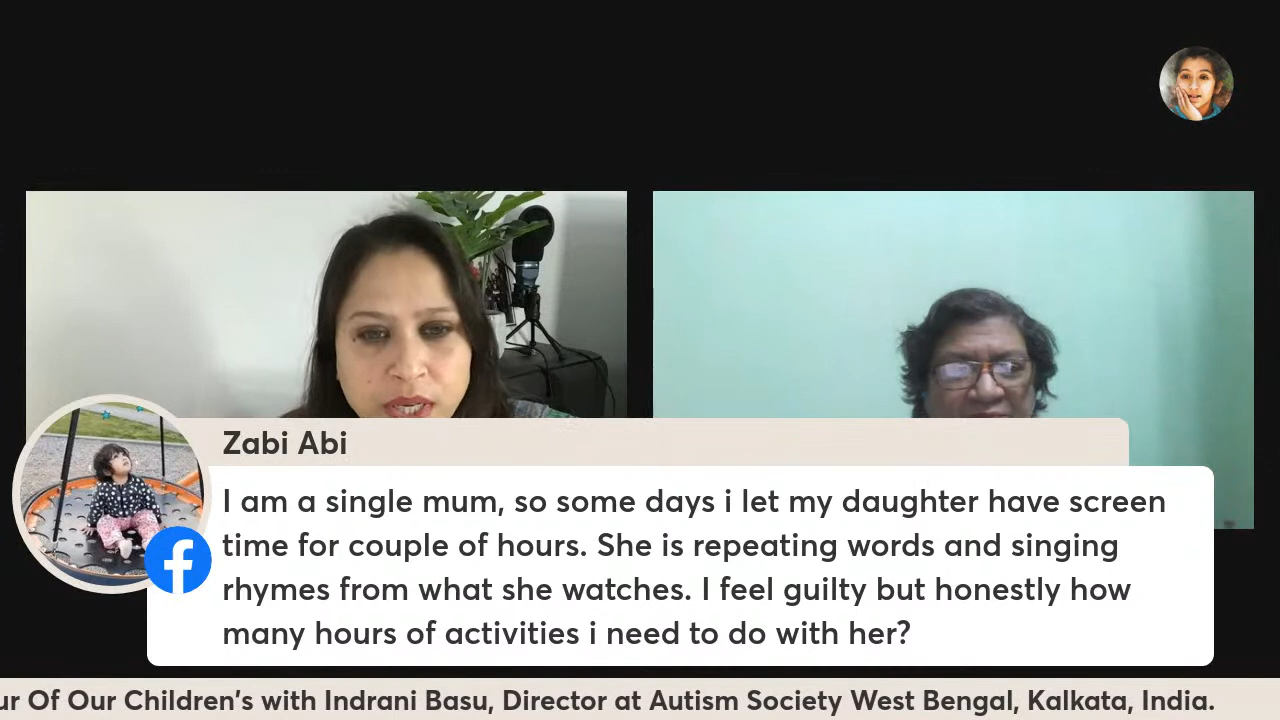 Zabi Abi
I am a single mum, so some days i let my daughter have screen
time for couple of hours. She is repeating words and singing
rhymes from what she watches. I feel guilty but honestly how
many hours of activities i need to do with her?
ur Of Our Children's with Indrani Basu, Director at Autism Society West Bengal, Kalkata, India.